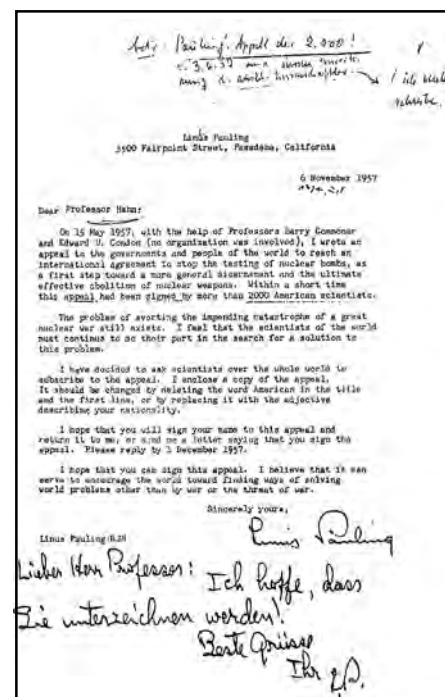 betr. Pauling! Appell der 2.000!
Linus Pauling
3500 Fairpoint Street, Pasadena, California
6 November 1957
Dear Professor Hahn:
On 15 May 1957, with the help of Professors Barry Commoner
and Edward U. Condon (no organization was involved), I wrote an
appeal to the governments and people of the world to reach an
international agreement to stop the testing of nuclear bombs, as
a first step toward a more general disarmament and the ultimate
effective abolition of nuclear weapons. Within a short time
this appeal had been signed by more than 2000 American scientists.
The problem of averting the impending catastrophe of a great
nuclear war still exists. I feel that the scientists of the world
must continue to do their part in the search for a solution to
this problem.
I have decided to ask scientists over the whole world to
subscribe to the appeal. I enclose a copy of the appeal.
It should be changed by deleting the word American in the title
and the first line, or by replacing it with the adjective
describing your nationality.
I hope that you will sign your name to this appeal and
return it to me, or send me a letter saying that you sign the
appeal. Please reply by 1 December 1957.
I hope that you can sign this appeal. I believe that it can
serve to encourage the world toward finding ways of solving
world problems other than by war or the threat of war.
Sincerely yours,
Linus Pauling
Linus Pauling
Lieber Herr Professor:
Ich hoffe, dass
Sie unterzeichnen werden!
Beste Grüsse
Ihr LP.